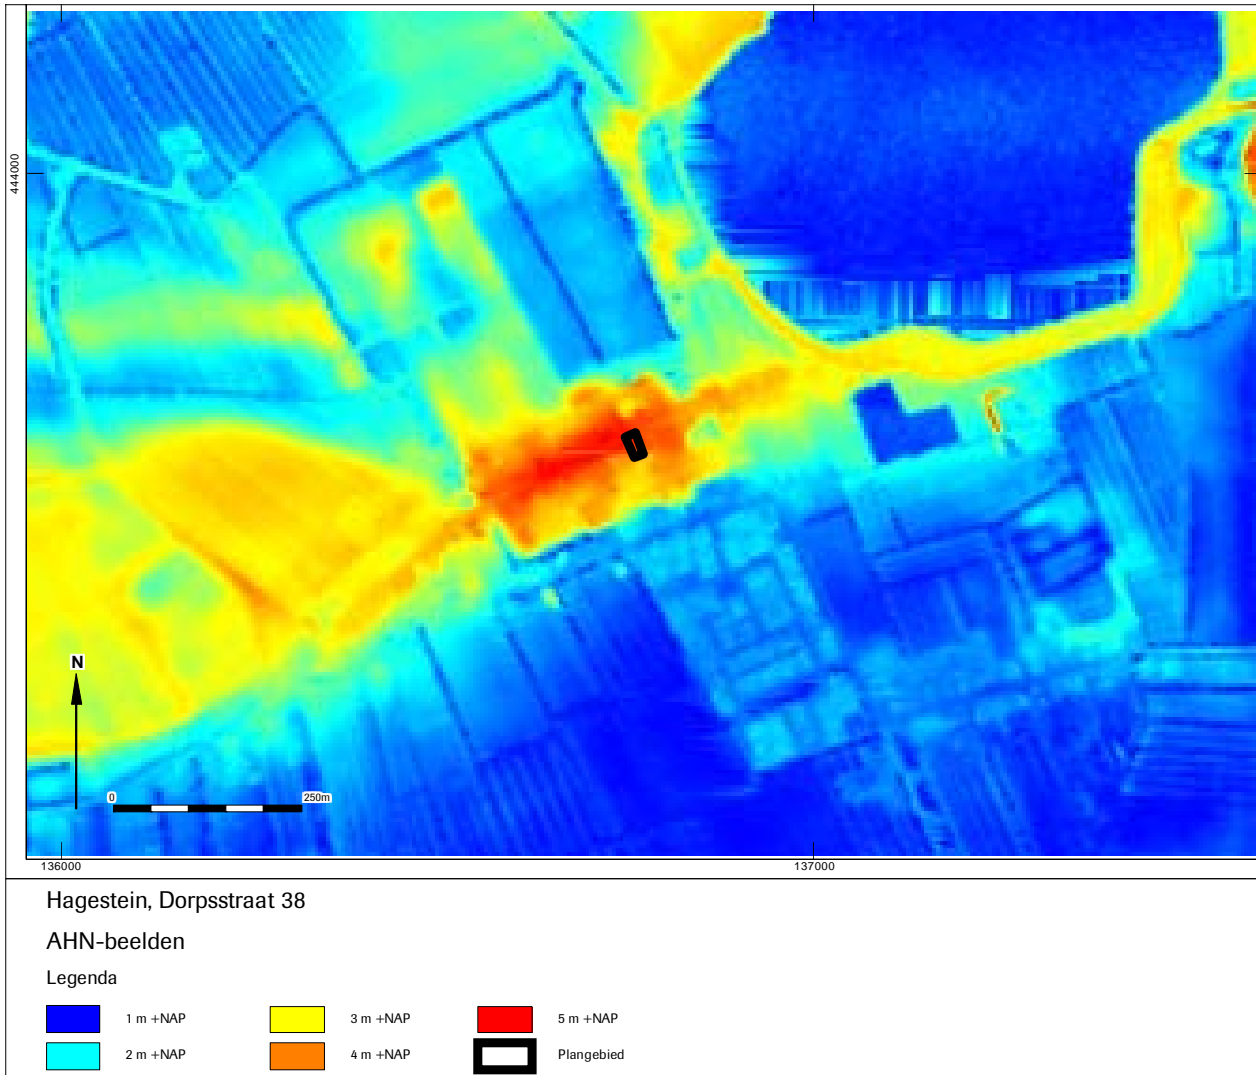 444000
N
0 250m
136000 137000
Hagestein, Dorpsstraat 38
AHN-beelden
Legenda
1 m +NAP 3 m +NAP 5 m +NAP
2 m +NAP 4 m +NAP Plangebied